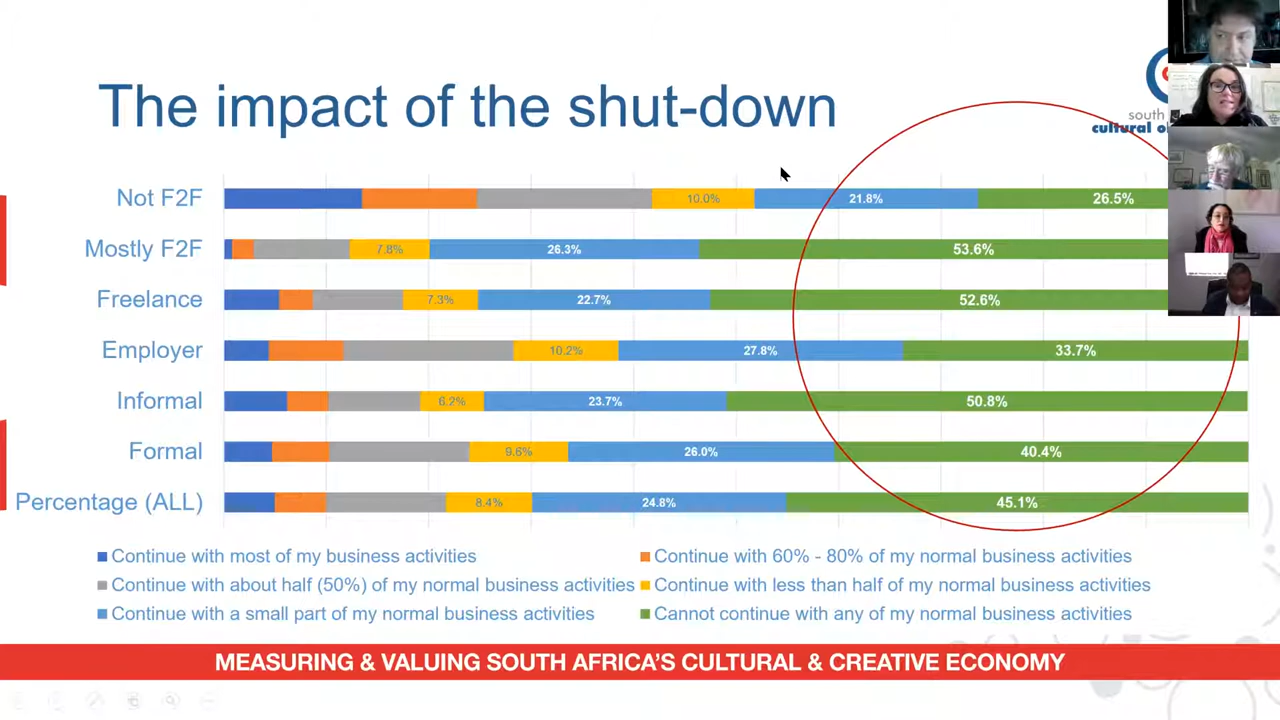 The impact of the shut-down
south
cultural o
Not F2F 10.0% 21.8% 26.5%
Mostly F2F 7.8% 26.3% 53.6%
Freelance 7.3% 22.7% 52.6%
Employer 10.2% 27.8% 33.7%
Informal 6.2% 23.7% 50.8%
Formal 9.6% 26.0% 40.4%
Percentage (ALL) 8.4% 24.8% 45.1%
Continue with most of my business activities
Continue with 60% - 80% of my normal business activities
Continue with about half (50%) of my normal business activities
Continue with less than half of my normal business activities
Continue with a small part of my normal business activities
Cannot continue with any of my normal business activities
MEASURING & VALUING SOUTH AFRICA'S CULTURAL & CREATIVE ECONOMY